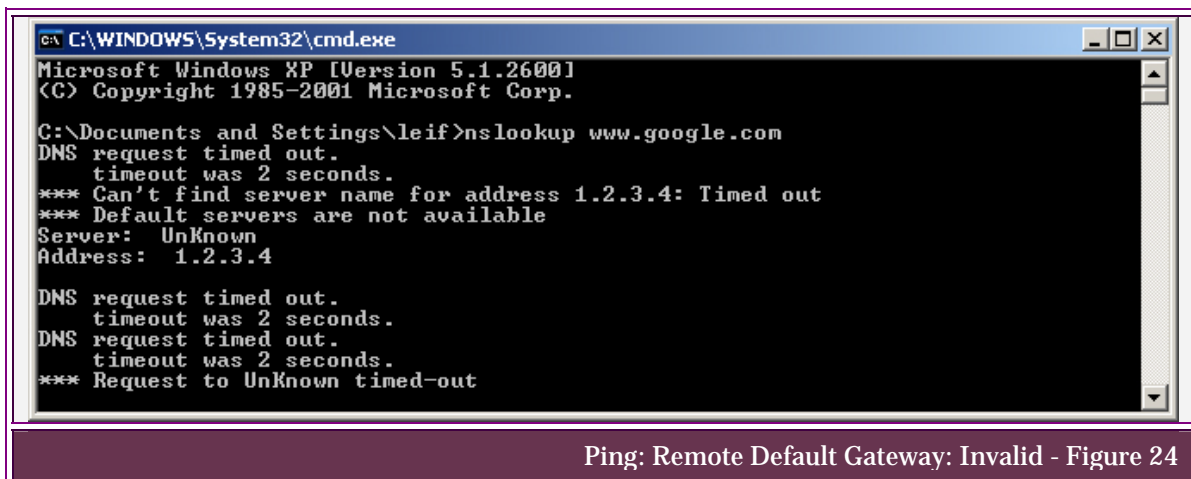 C:\WINDOWS\System32\cmd.exe
Microsoft Windows XP [Version 5.1.2600]
(C) Copyright 1985-2001 Microsoft Corp.
C:\Documents and Settings\leif>nslookup www.google.com
DNS request timed out.
    timeout was 2 seconds.
*** Can't find server name for address 1.2.3.4: Timed out
*** Default servers are not available
Server:  UnKnown
Address:  1.2.3.4
DNS request timed out.
    timeout was 2 seconds.
DNS request timed out.
    timeout was 2 seconds.
*** Request to UnKnown timed-out
Ping: Remote Default Gateway: Invalid - Figure 24